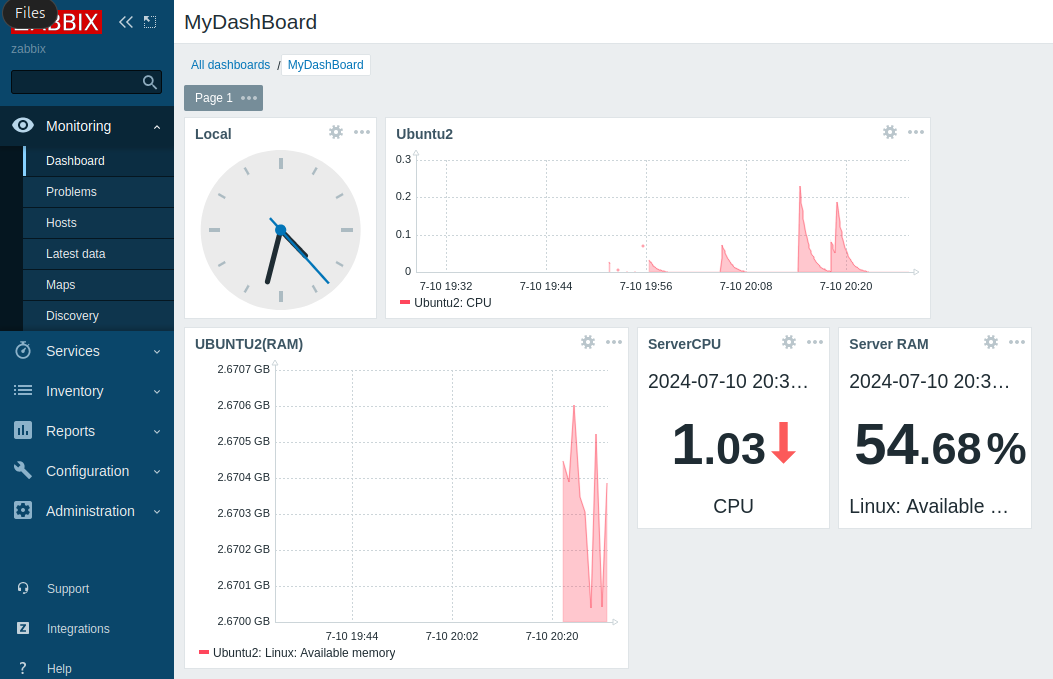 Files
ZABBIX
zabbix
Monitoring
Dashboard
Problems
Hosts
Latest data
Maps
Discovery
Services
Inventory
Reports
Configuration
Administration
Support
Integrations
? Help
MyDashBoard
All dashboards / MyDashBoard
Page 1 •••
Local
Ubuntu2
0.3
0.2
0.1
0
7-10 19:32 7-10 19:44 7-10 19:56 7-10 20:08 7-10 20:20
Ubuntu2: CPU
UBUNTU2(RAM)
2.6707 GB
2.6706 GB
2.6705 GB
2.6704 GB
2.6703 GB
2.6702 GB
2.6701 GB
2.6700 GB
7-10 19:44 7-10 20:02 7-10 20:20
Ubuntu2: Linux: Available memory
ServerCPU
2024-07-10 20:3…
1.03
CPU
Server RAM
2024-07-10 20:3…
54.68 %
Linux: Available …